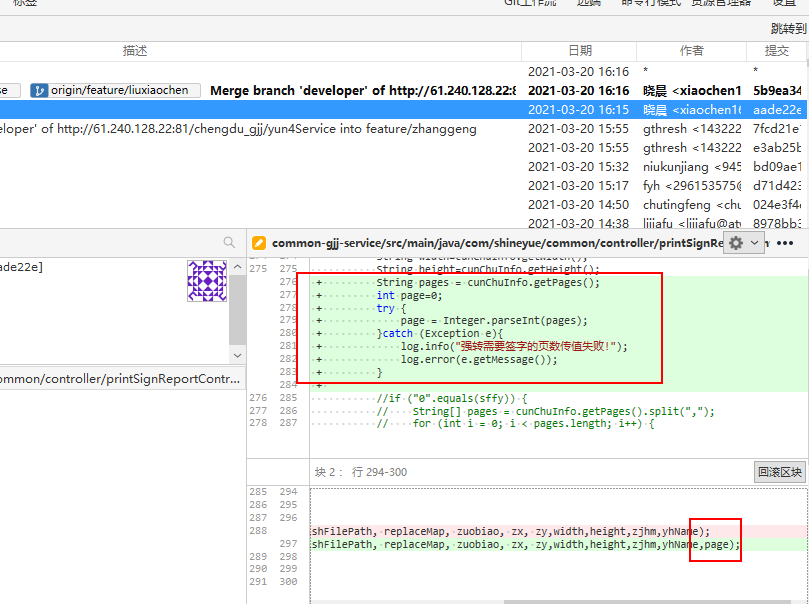 标签 Git工作流 远端 命令行模式 资源管理器 设置
跳转到
描述 日期 作者 提交
2021-03-20 16:16 * *
se origin/feature/liuxiaochen Merge branch 'developer' of http://61.240.128.22:8 2021-03-20 16:16 晓晨 <xiaochen1 5b9ea34
2021-03-20 16:15 晓晨 <xiaochen16 aade22e
eloper' of http://61.240.128.22:81/chengdu_gjj/yun4Service into feature/zhanggeng 2021-03-20 15:55 gthresh <143222 7fcd21e
2021-03-20 15:55 gthresh <143222 e3ab25b
2021-03-20 15:32 niukunjiang <945 bd09ae1
2021-03-20 15:17 fyh <296153575@ d71d423
2021-03-20 14:50 chutingfeng <chu 024e3f4
2021-03-20 14:38 lijiafu <lijiafu@at 8978bb3
common-gjj-service/src/main/java/com/shineyue/common/controller/printSignRe
ade22e]
ommon/controller/printSignReportContr...
String width=cunChuInfo.getWidth();
275 275 String height=cunChuInfo.getHeight();
276 + String pages = cunChuInfo.getPages();
277 + int page=0;
278 + try {
279 + page = Integer.parseInt(pages);
280 + }catch (Exception e){
281 + log.info("强转需要签字的页数传值失败!");
282 + log.error(e.getMessage());
283 + }
284 +
276 285 //if ("0".equals(sffy)) {
277 286 // String[] pages = cunChuInfo.getPages().split(",");
278 287 // for (int i = 0; i < pages.length; i++) {
块 2： 行 294-300 回滚区块
285 294
286 295
287 296
288 shFilePath, replaceMap, zuobiao, zx, zy,width,height,zjhm,yhName);
297 shFilePath, replaceMap, zuobiao, zx, zy,width,height,zjhm,yhName,page);
289 298
290 299
291 300